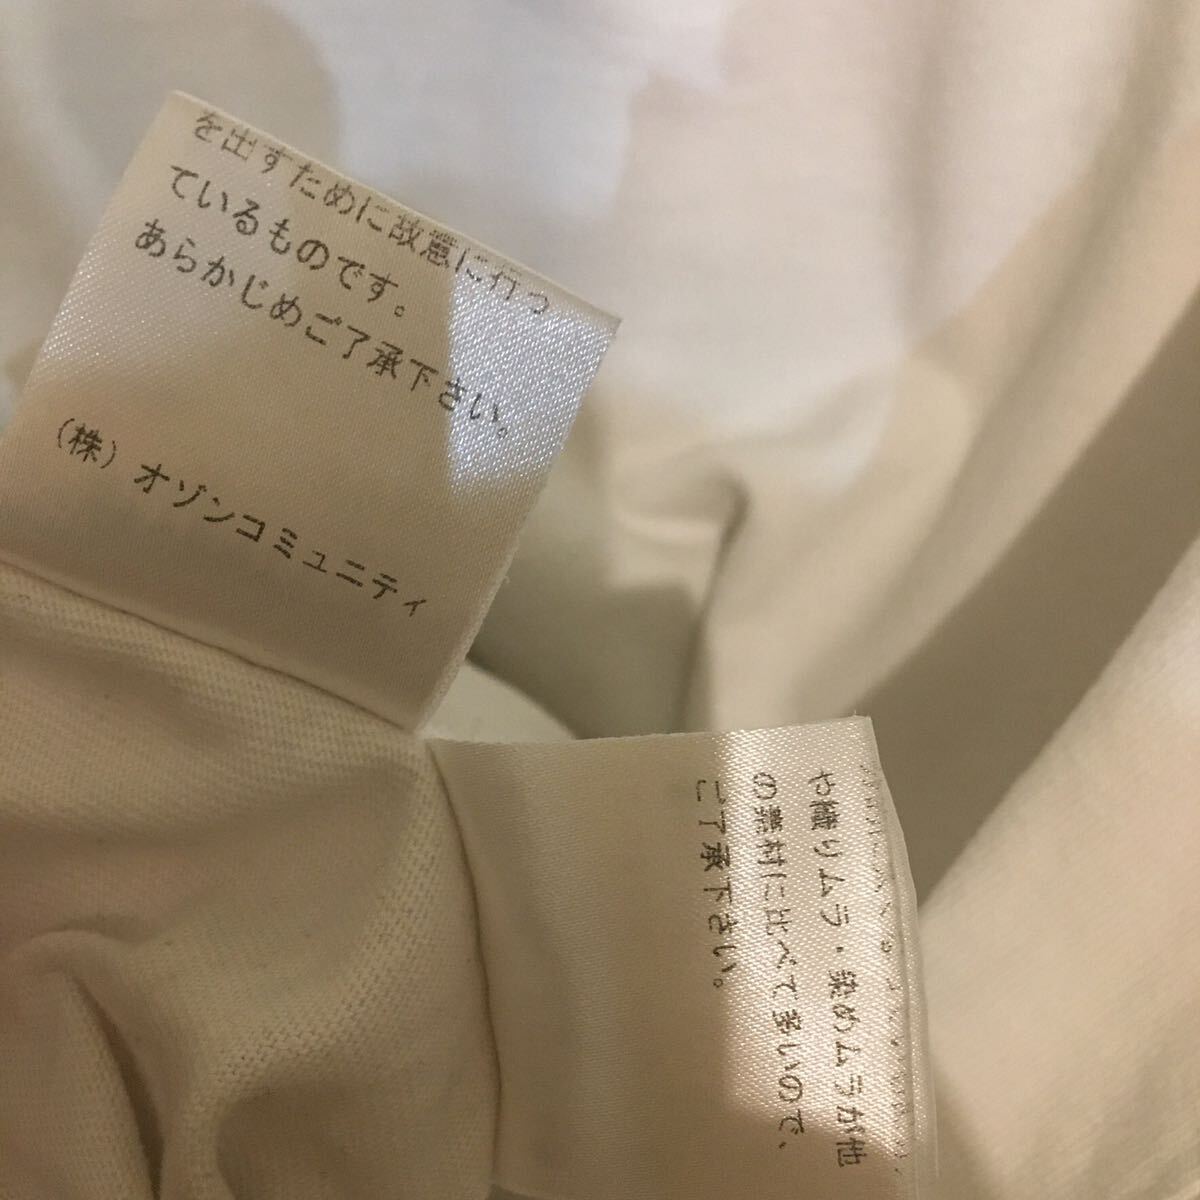 を出すために故意に行っ
ているものです。
あらかじめご了承下さい。
(株) オゾンコミュニティ
や織りムラ・染めムラが他
の素材に比べて多いので、
ご了承下さい。